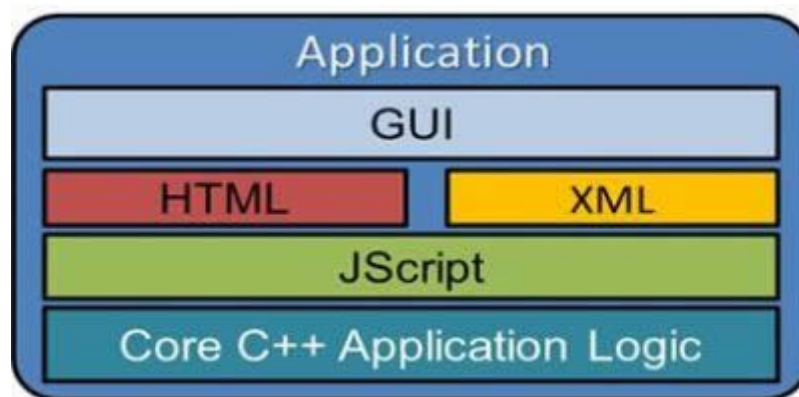 Application
GUI
HTML XML
JScript
Core C++ Application Logic